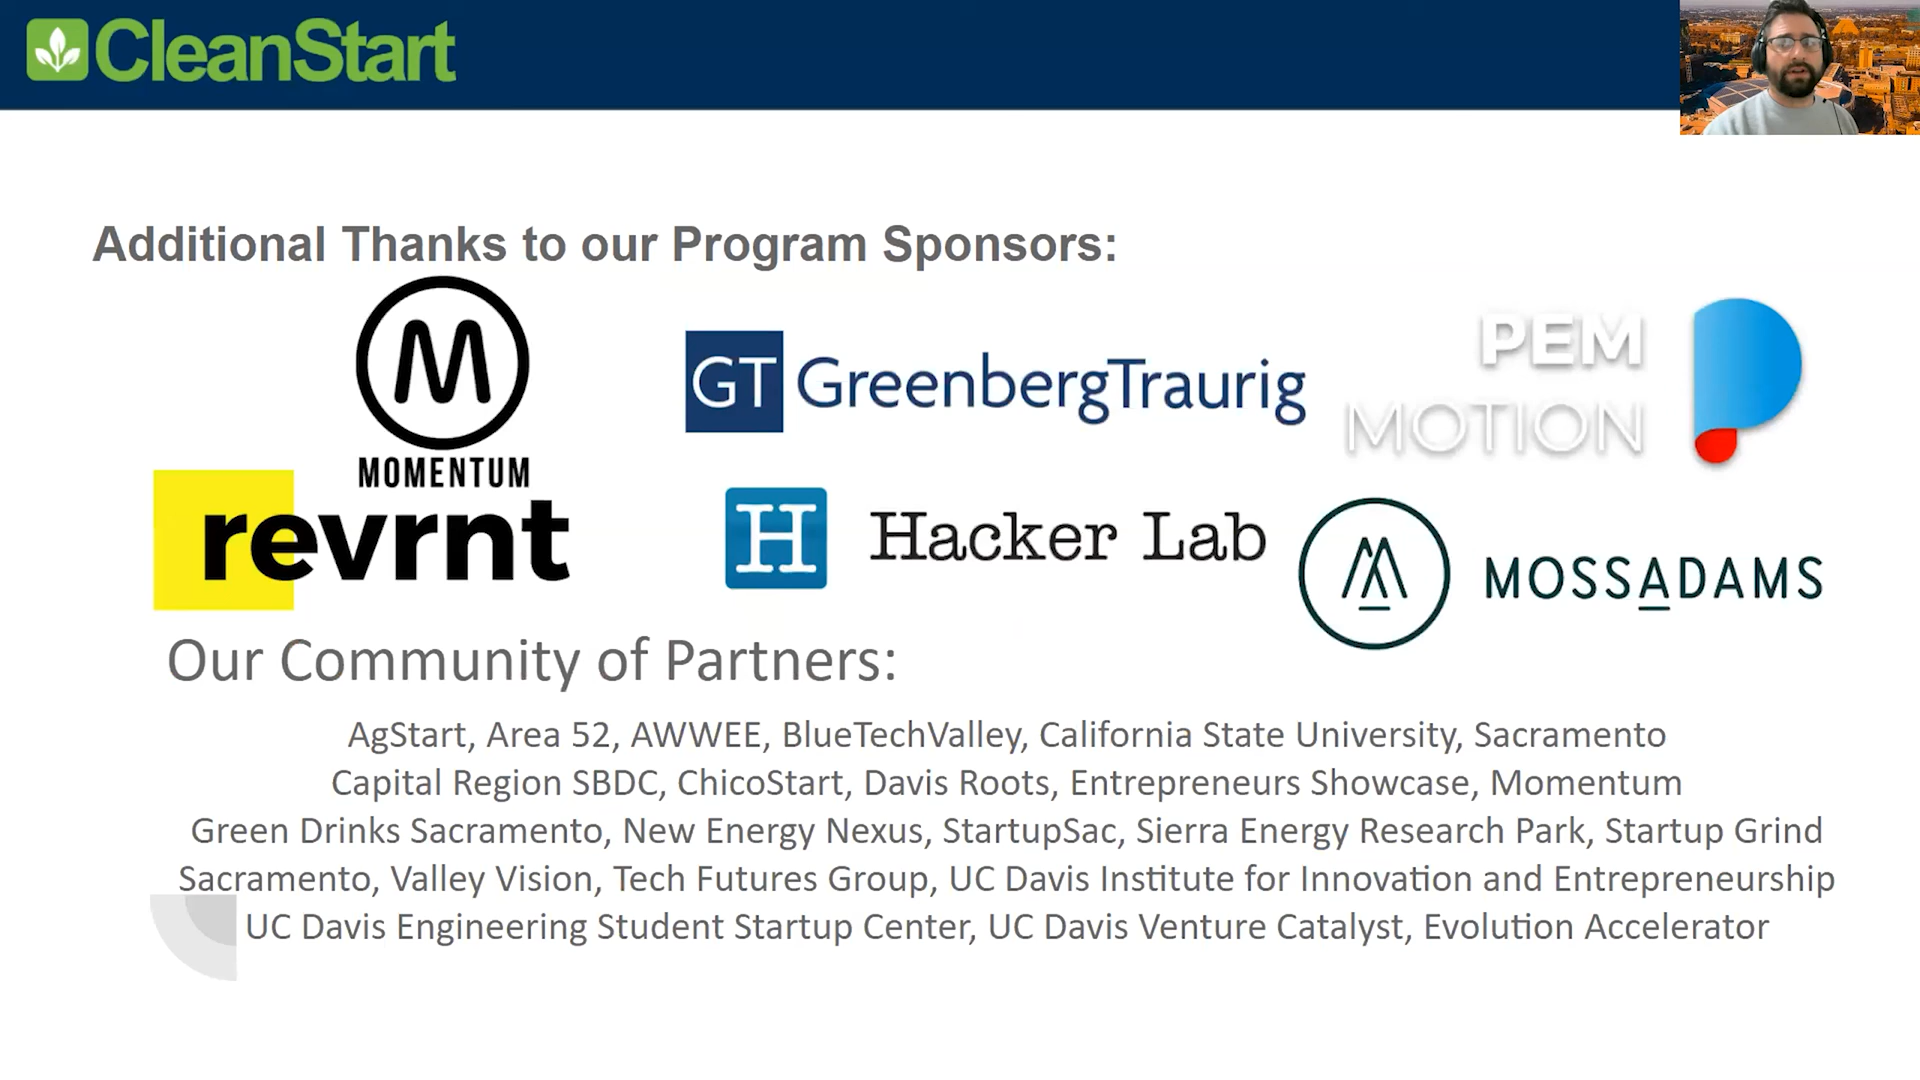 CleanStart
Additional Thanks to our Program Sponsors:
M
MOMENTUM
GT GreenbergTraurig
PEM
MOTION
revrnt
H Hacker Lab
MOSSADAMS
Our Community of Partners:
AgStart, Area 52, AWWEE, BlueTechValley, California State University, Sacramento
Capital Region SBDC, ChicoStart, Davis Roots, Entrepreneurs Showcase, Momentum
Green Drinks Sacramento, New Energy Nexus, StartupSac, Sierra Energy Research Park, Startup Grind
Sacramento, Valley Vision, Tech Futures Group, UC Davis Institute for Innovation and Entrepreneurship
UC Davis Engineering Student Startup Center, UC Davis Venture Catalyst, Evolution Accelerator